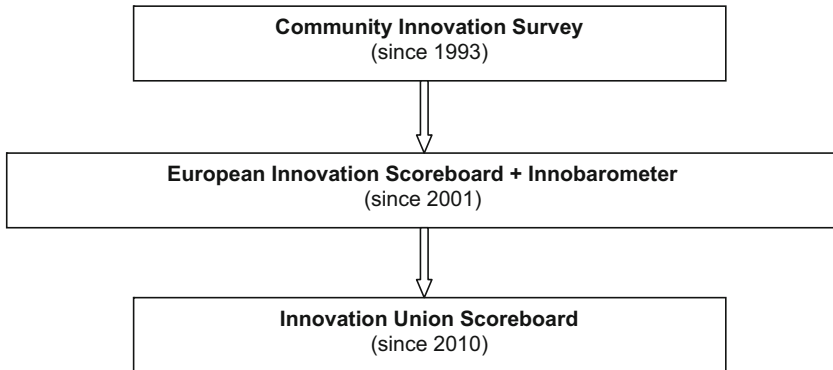 Community Innovation Survey
(since 1993)
European Innovation Scoreboard + Innobarometer
(since 2001)
Innovation Union Scoreboard
(since 2010)